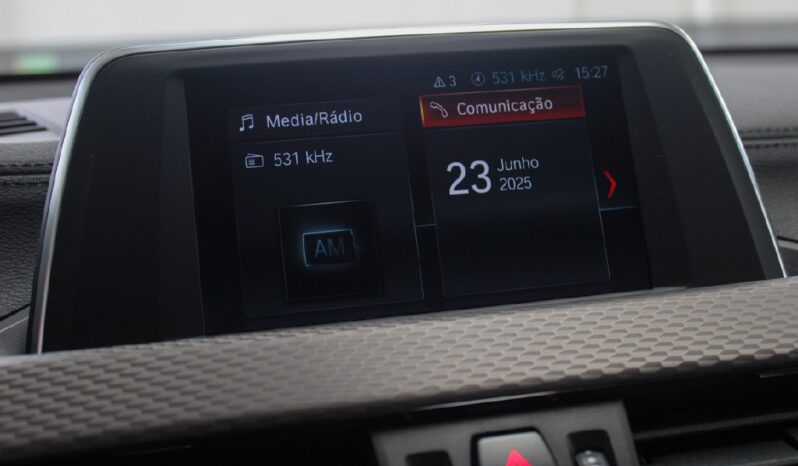 3 531 kHz 15:27
Media/Rádio
Comunicação
531 kHz
AM
23 Junho
2025